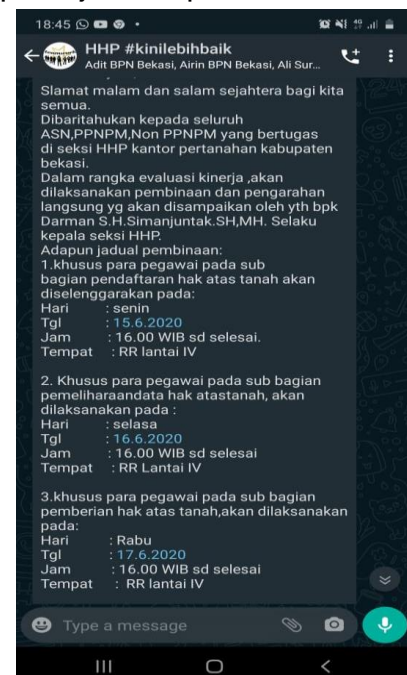 18:45
HHP #kinilebihbaik
Adit BPN Bekasi, Airin BPN Bekasi, Ali Sur...
Slamat malam dan salam sejahtera bagi kita
semua.
Dibaritahukan kepada seluruh
ASN,PPNPM,Non PPNPM yang bertugas
di seksi HHP kantor pertanahan kabupaten
bekasi.
Dalam rangka evaluasi kinerja ,akan
dilaksanakan pembinaan dan pengarahan
langsung yg akan disampaikan oleh yth bpk
Darman S.H.Simanjuntak.SH,MH. Selaku
kepala seksi HHP.
Adapun jadual pembinaan:
1.khusus para pegawai pada sub
bagian pendaftaran hak atas tanah akan
diselenggarakan pada:
Hari : senin
Tgl : 15.6.2020
Jam : 16.00 WIB sd selesai.
Tempat : RR lantai IV
2. Khusus para pegawai pada sub bagian
pemeliharaandata hak atastanah, akan
dilaksanakan pada :
Hari : selasa
Tgl : 16.6.2020
Jam : 16.00 WIB sd selesai
Tempat : RR Lantai IV
3.khusus para pegawai pada sub bagian
pemberian hak atas tanah,akan dilaksanakan
pada:
Hari : Rabu
Tgl : 17.6.2020
Jam : 16.00 WIB sd selesai
Tempat : RR lantai IV
Type a message